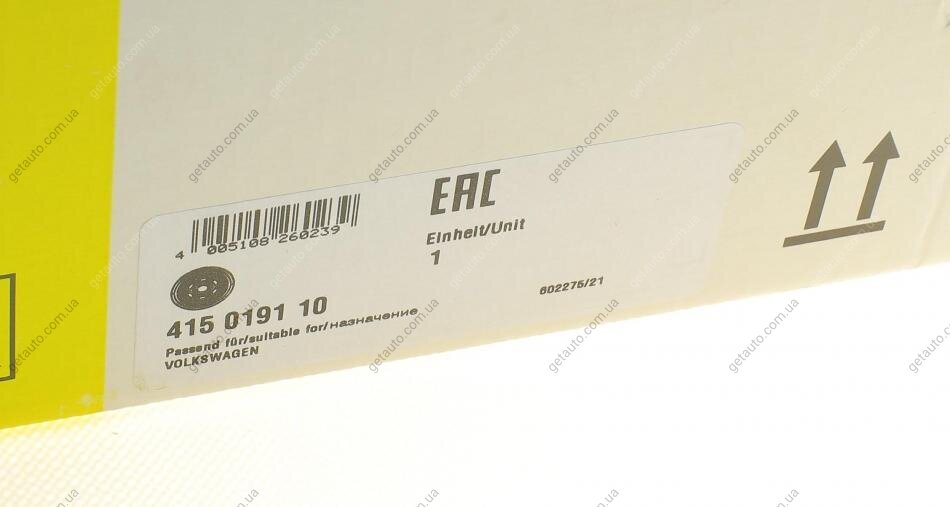 EAC
4 005108 260239
Einheit/Unit
1
415 0191 10
602275/21
Passend für/suitable for/назначение
VOLKSWAGEN
getauto.com.ua